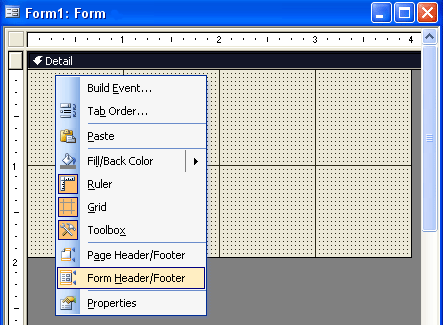 Form1: Form
1 2 3 4
Detail
Build Event...
Tab Order...
Paste
Fill/Back Color
1
Ruler
Grid
Toolbox
Page Header/Footer
2
Form Header/Footer
Properties